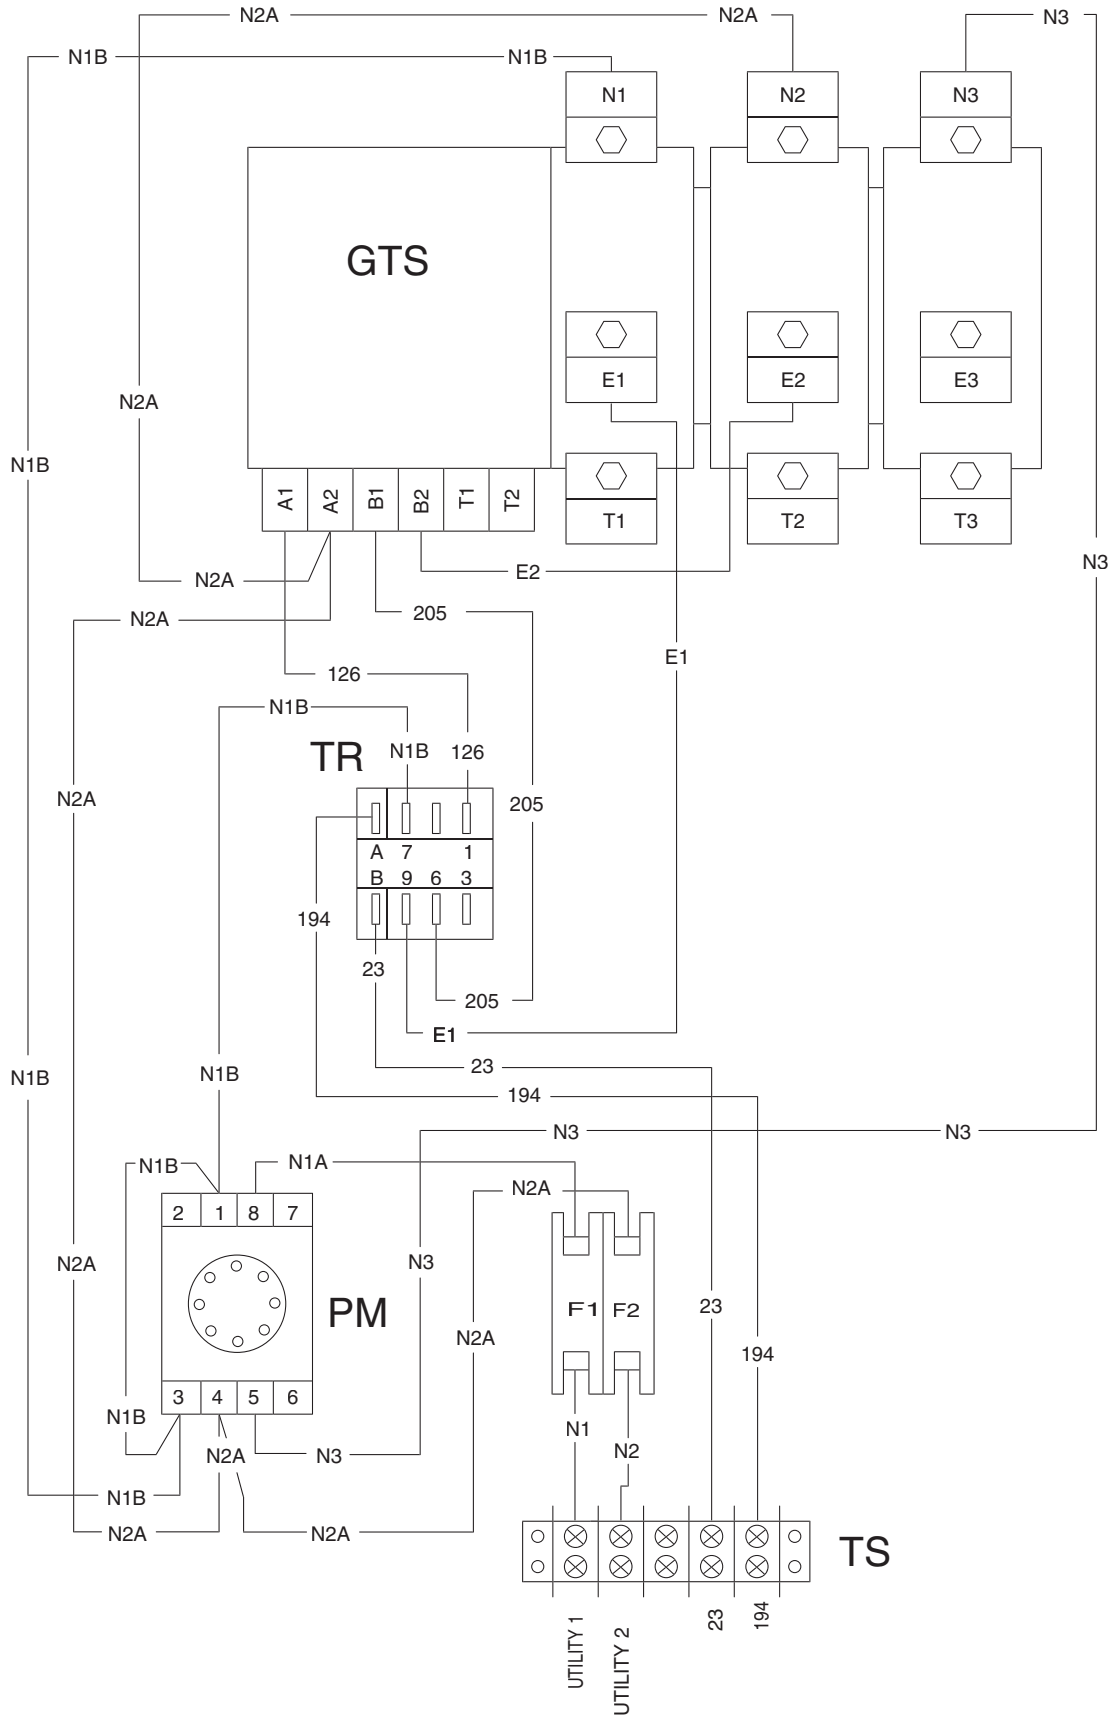 N2A N2A N3
N1B N1B
N1 N2 N3
GTS
E1 E2 E3
N2A
N1B
A1 A2 B1 B2 T1 T2
T1 T2 T3
N3
E2
N2A
205
N2A
E1
126
N1B
TR N1B 126
N2A 205
A 7 1
B 9 6 3
194
23
205
E1
23
N1B N1B
194
N3 N3
N1B N1A
N2A
2 1 8 7
N2A N3
23
PM F1 F2
N2A
194
3 4 5 6
N1B
N1
N2A N3 N2
N1B
N2A N2A
TS
UTILITY 1 UTILITY 2 23 194